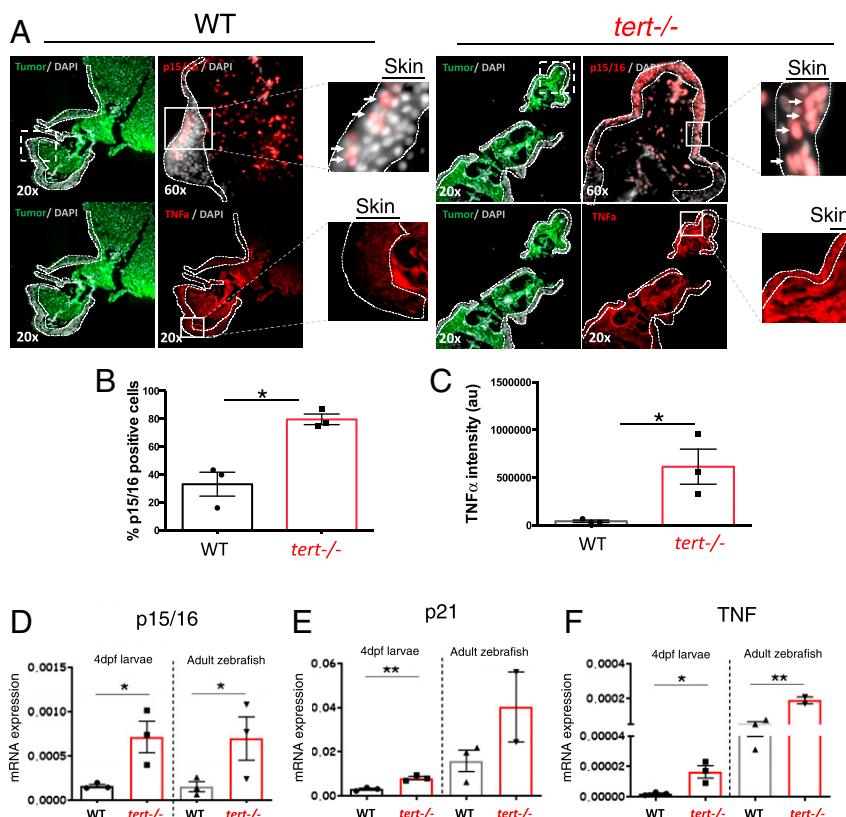 A
WT
tert-/-
Tumor/ DAPI
p15/16/ DAPI
Skin
20x
60x
Tumor/ DAPI
TNFa/ DAPI
Skin
20x
20x
Tumor/ DAPI
p15/16/ DAPI
Skin
20x
60x
Tumor/ DAPI
TNFa / DAPI
Skin
20x
20x
B
% p15/16 positive cells
100
80
60
40
20
0
*
WT
tert-/-
C
TNFα intensity (au)
1500000
1000000
500000
0
*
WT
tert-/-
D
p15/16
4dpf larvae
Adult zebrafish
mRNA expression
0.0015
0.0010
0.0005
0.0000
*
*
WT
tert-/-
WT
tert-/-
E
p21
4dpf larvae
Adult zebrafish
mRNA expression
0.06
0.04
0.02
0.00
**
WT
tert-/-
WT
tert-/-
F
TNF
4dpf larvae
Adult zebrafish
mRNA expression
0.0004
0.0002
0.00004
0.00002
0.00000
*
**
WT
tert-/-
WT
tert-/-